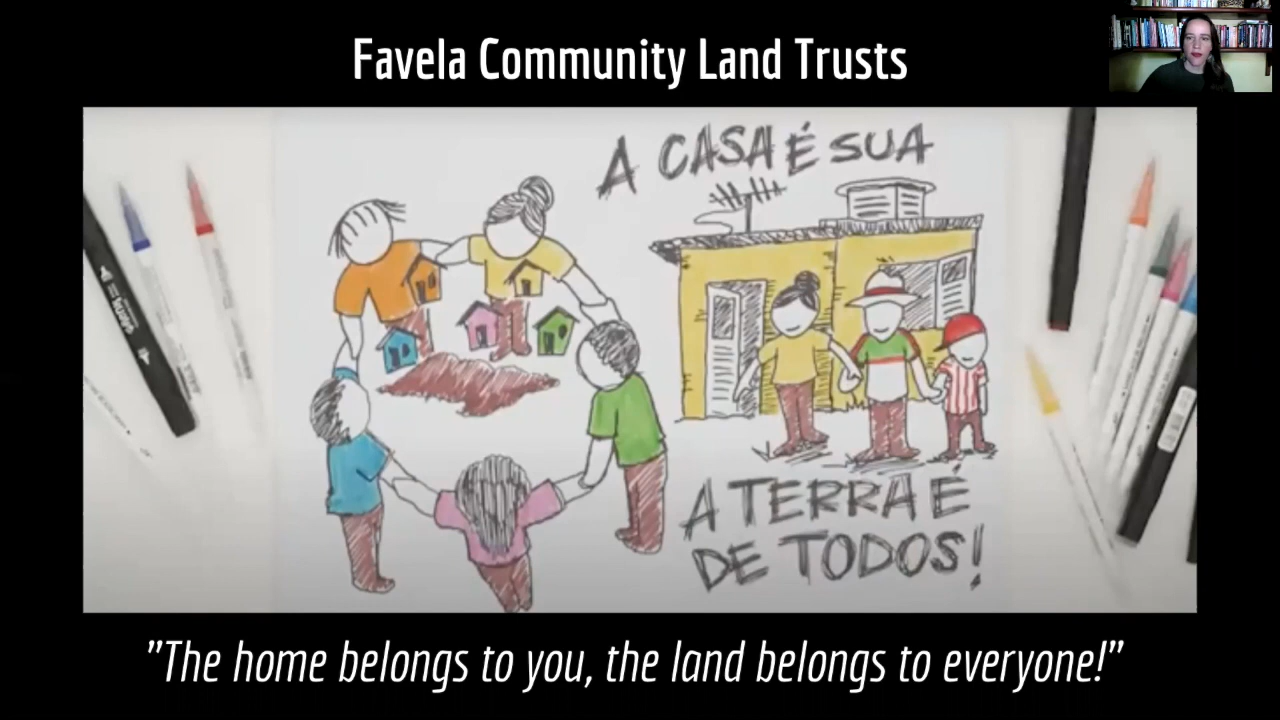 Favela Community Land Trusts
A CASA É SUA
A TERRA É
DE TODOS!
"The home belongs to you, the land belongs to everyone!"